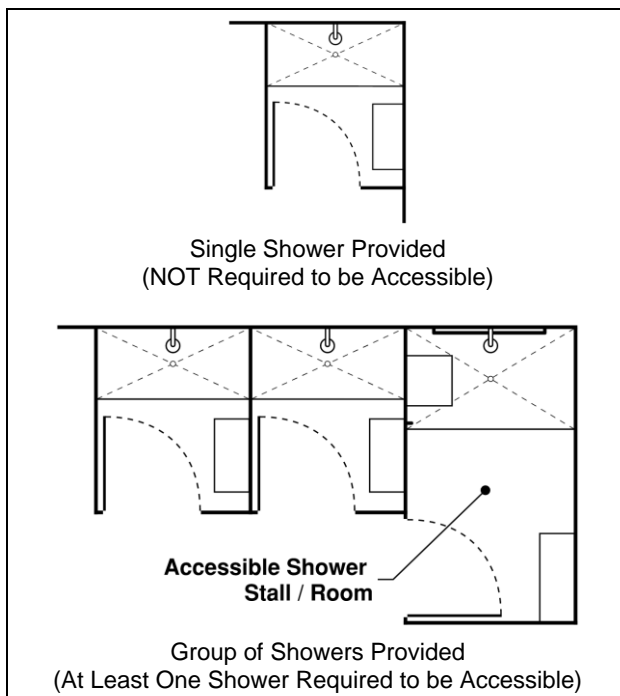 Single Shower Provided
(NOT Required to be Accessible)
Accessible Shower
Stall / Room
Group of Showers Provided
(At Least One Shower Required to be Accessible)